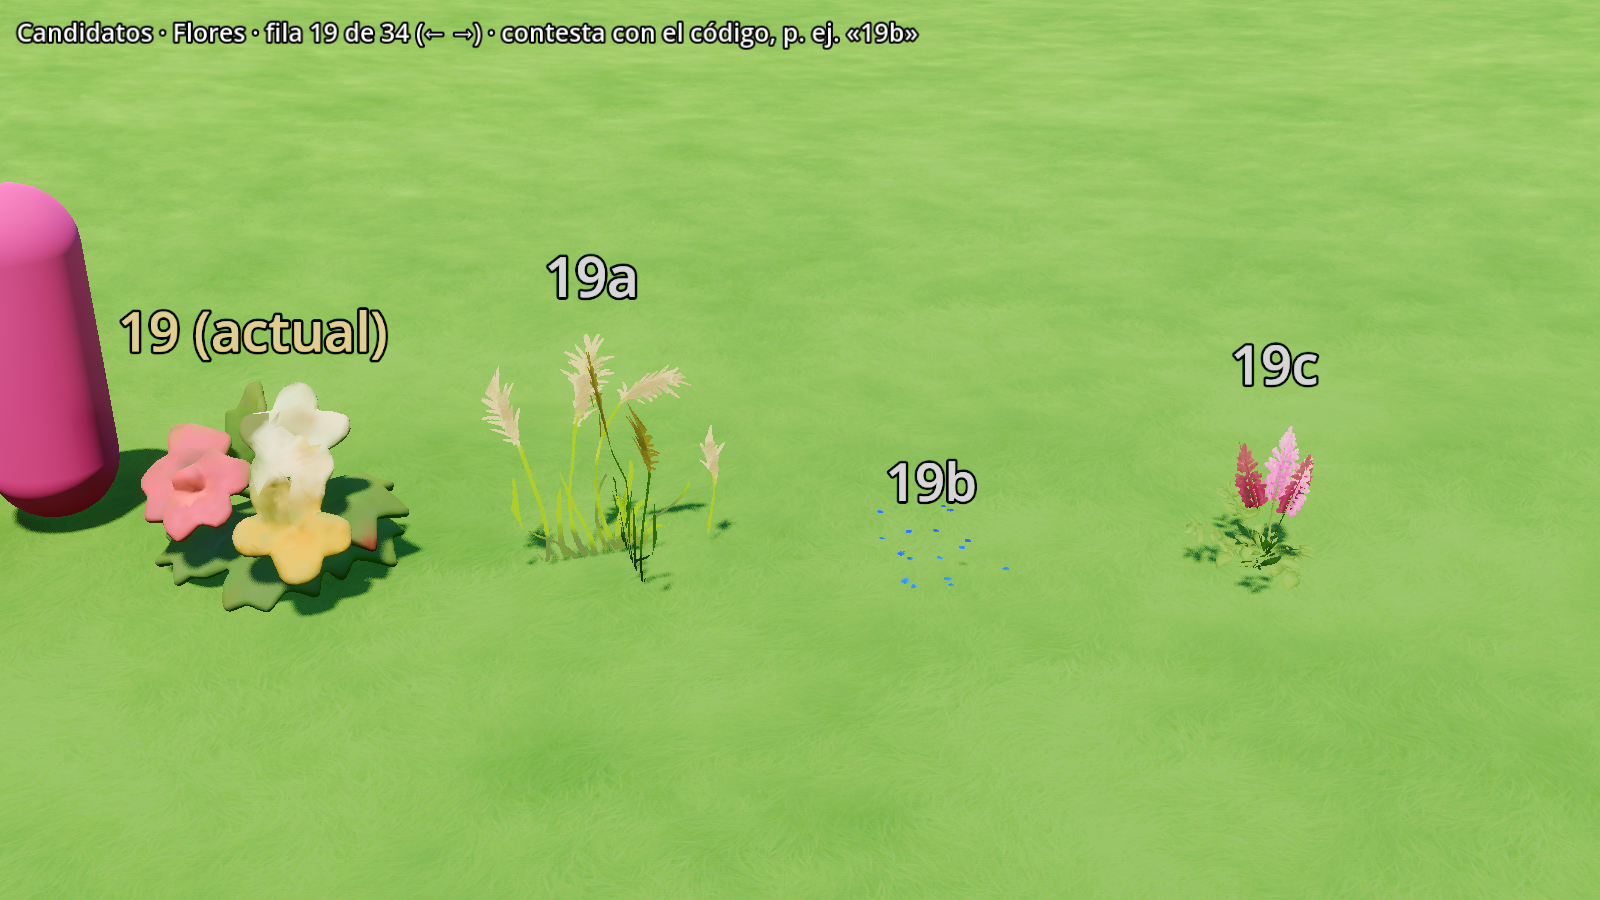 Candidatos · Flores · fila 19 de 34 (← →) · contesta con el código, p. ej. «19b»
19a
19 (actual)
19c
19b